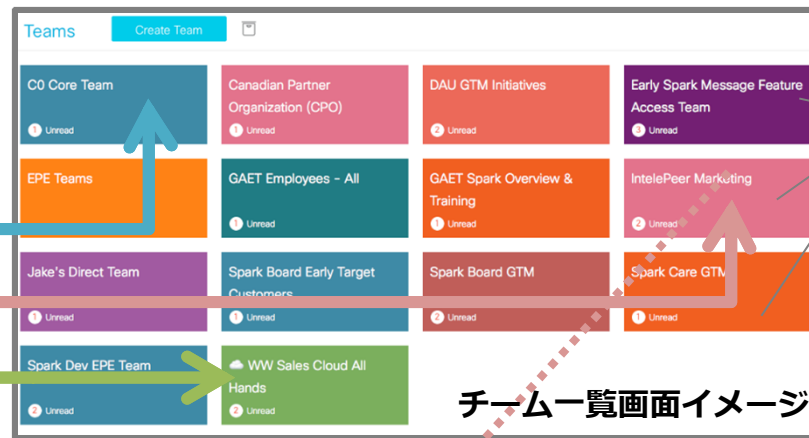 Teams
Create Team
C0 Core Team
1 Unread
Canadian Partner
Organization (CPO)
1 Unread
DAU GTM Initiatives
2 Unread
Early Spark Message Feature
Access Team
3 Unread
EPE Teams
GAET Employees - All
1 Unread
GAET Spark Overview &
Training
1 Unread
IntelePeer Marketing
2 Unread
Jake's Direct Team
1 Unread
Spark Board Early Target
Customers
1 Unread
Spark Board GTM
2 Unread
Spark Care GTM
1 Unread
Spark Dev EPE Team
2 Unread
WW Sales Cloud All
Hands
2 Unread
チーム一覧画面イメージ